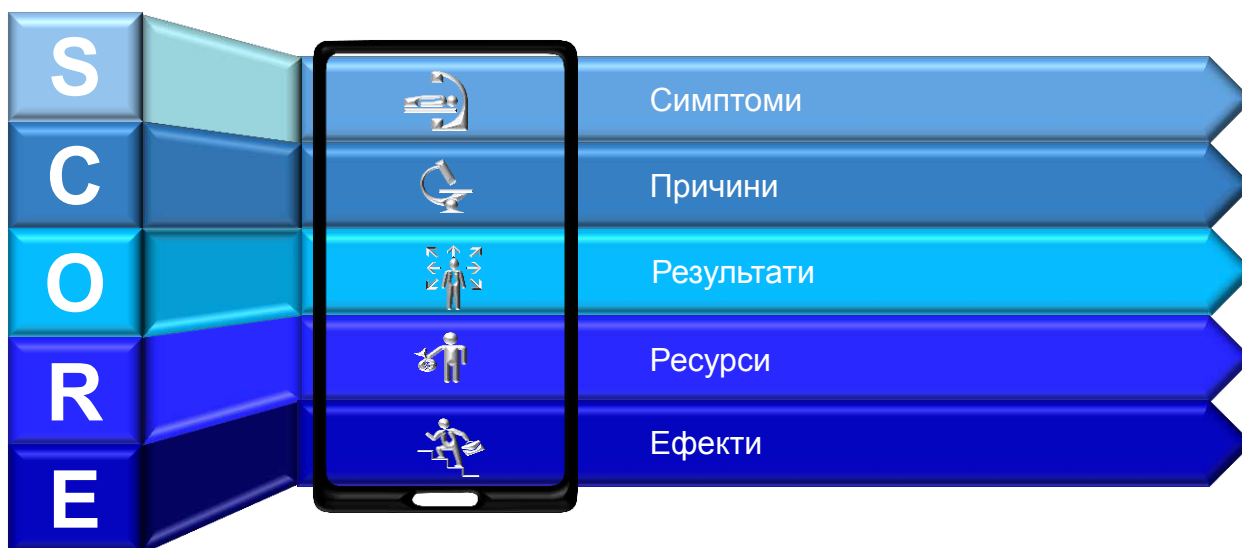 S
Симптоми
C
Причини
O
Результати
R
Ресурси
E
Ефекти